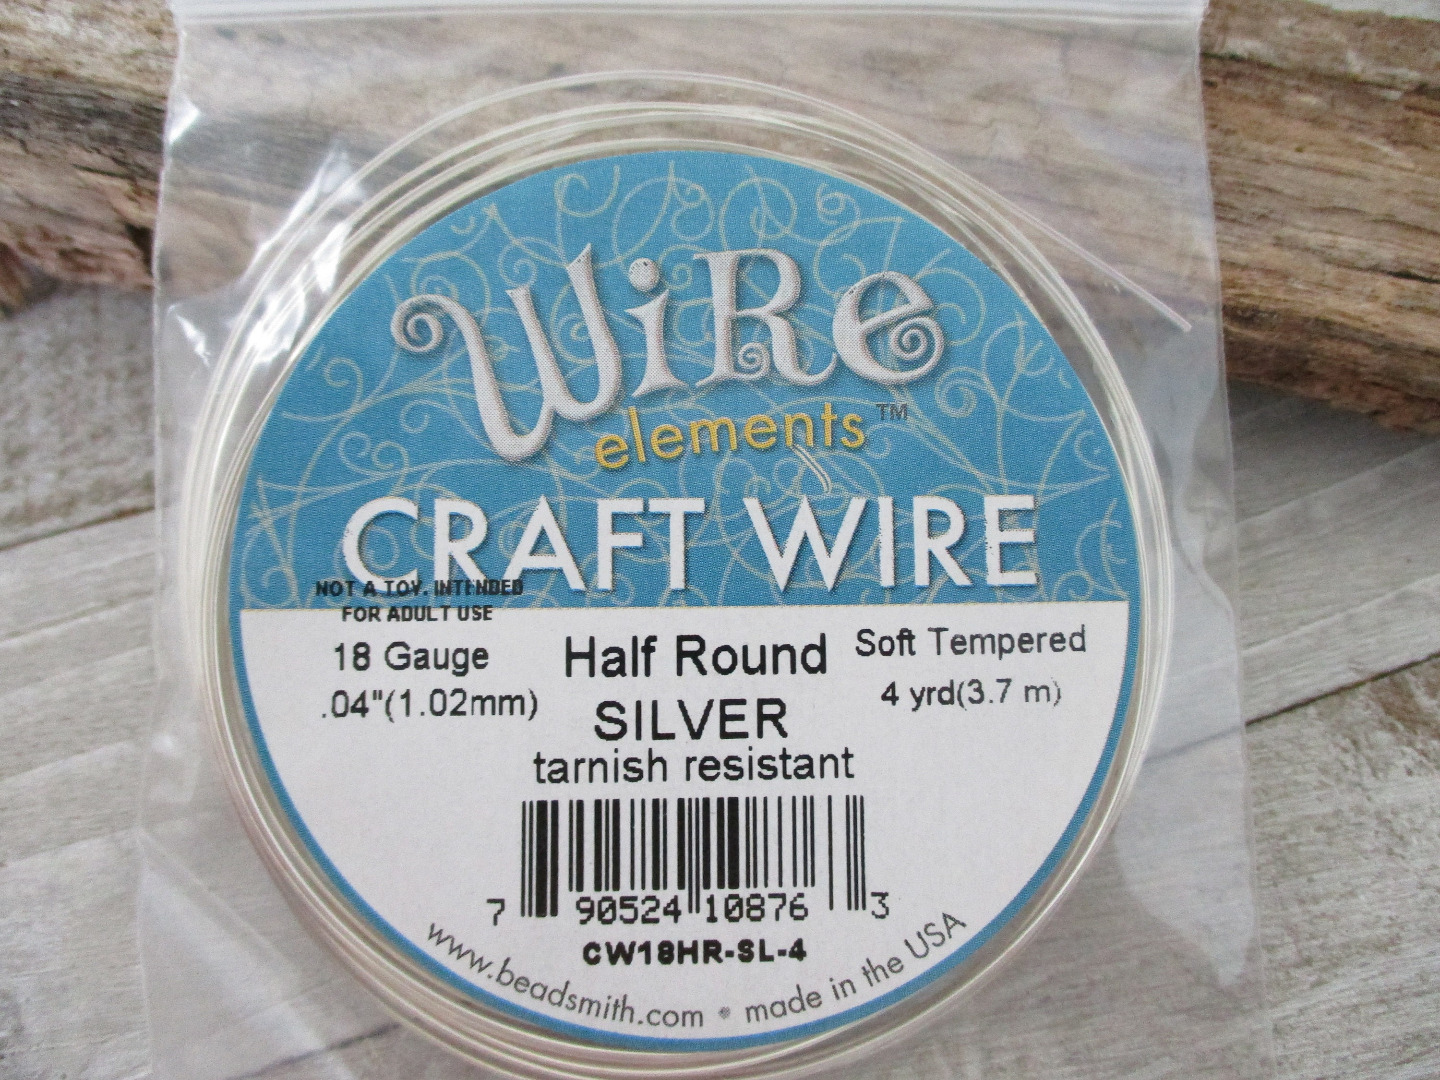 WiRe
elements™
CRAFT WIRE
NOT A TOY. INTENDED
FOR ADULT USE
18 Gauge
.04"(1.02mm)
Half Round
SILVER
tarnish resistant
Soft Tempered
4 yrd(3.7 m)
7 90524 10876 3
CW18HR-SL-4
www.beadsmith.com • made in the USA